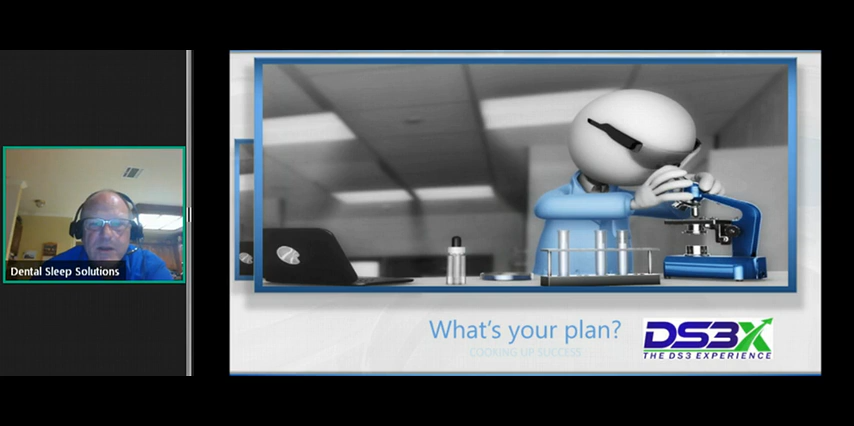 Dental Sleep Solutions
What's your plan?
COOKING UP SUCCESS
DS3X
THE DS3 EXPERIENCE